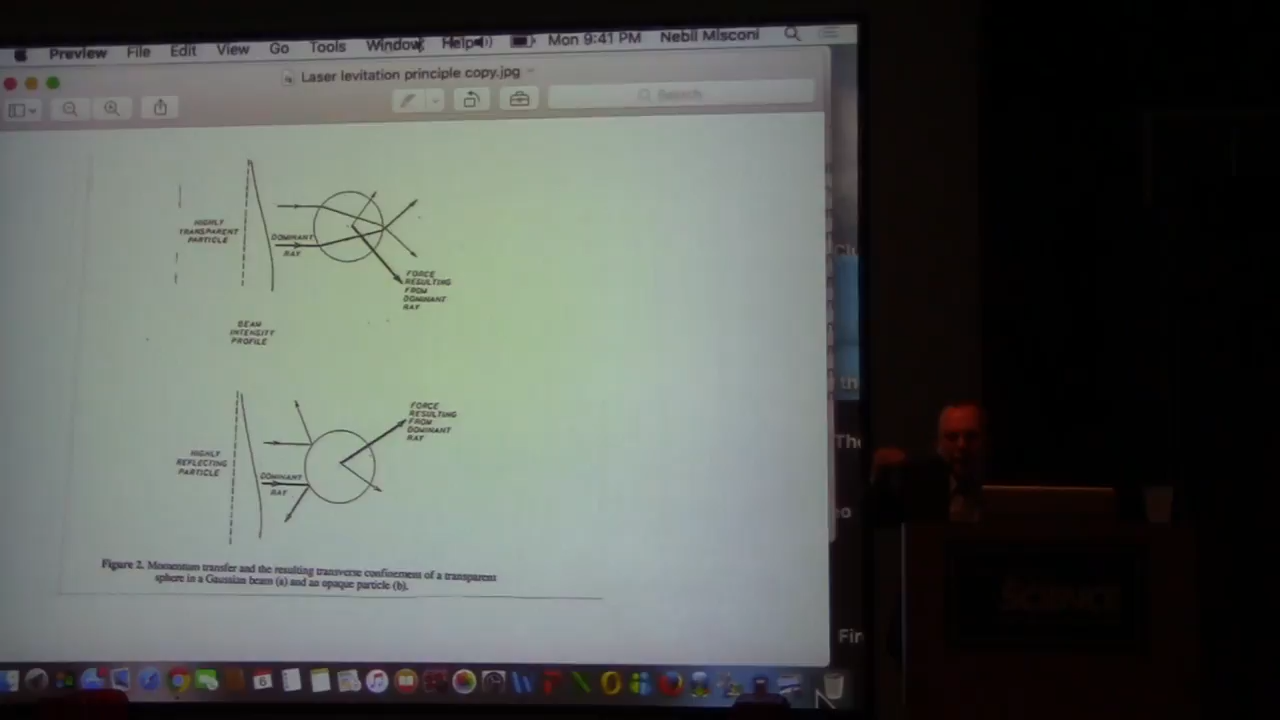 Preview File Edit View Go Tools Window Help Mon 9:41 PM Nebil Misconi
Laser levitation principle copy.jpg
Search
HIGHLY
TRANSPARENT
PARTICLE
DOMINANT
RAY
FORCE
RESULTING
FROM
DOMINANT
RAY
BEAM
INTENSITY
PROFILE
HIGHLY
REFLECTING
PARTICLE
DOMINANT
RAY
FORCE
RESULTING
FROM
DOMINANT
RAY
Figure 2. Momentum transfer and the resulting transverse confinement of a transparent
sphere in a Gaussian beam (a) and an opaque particle (b).